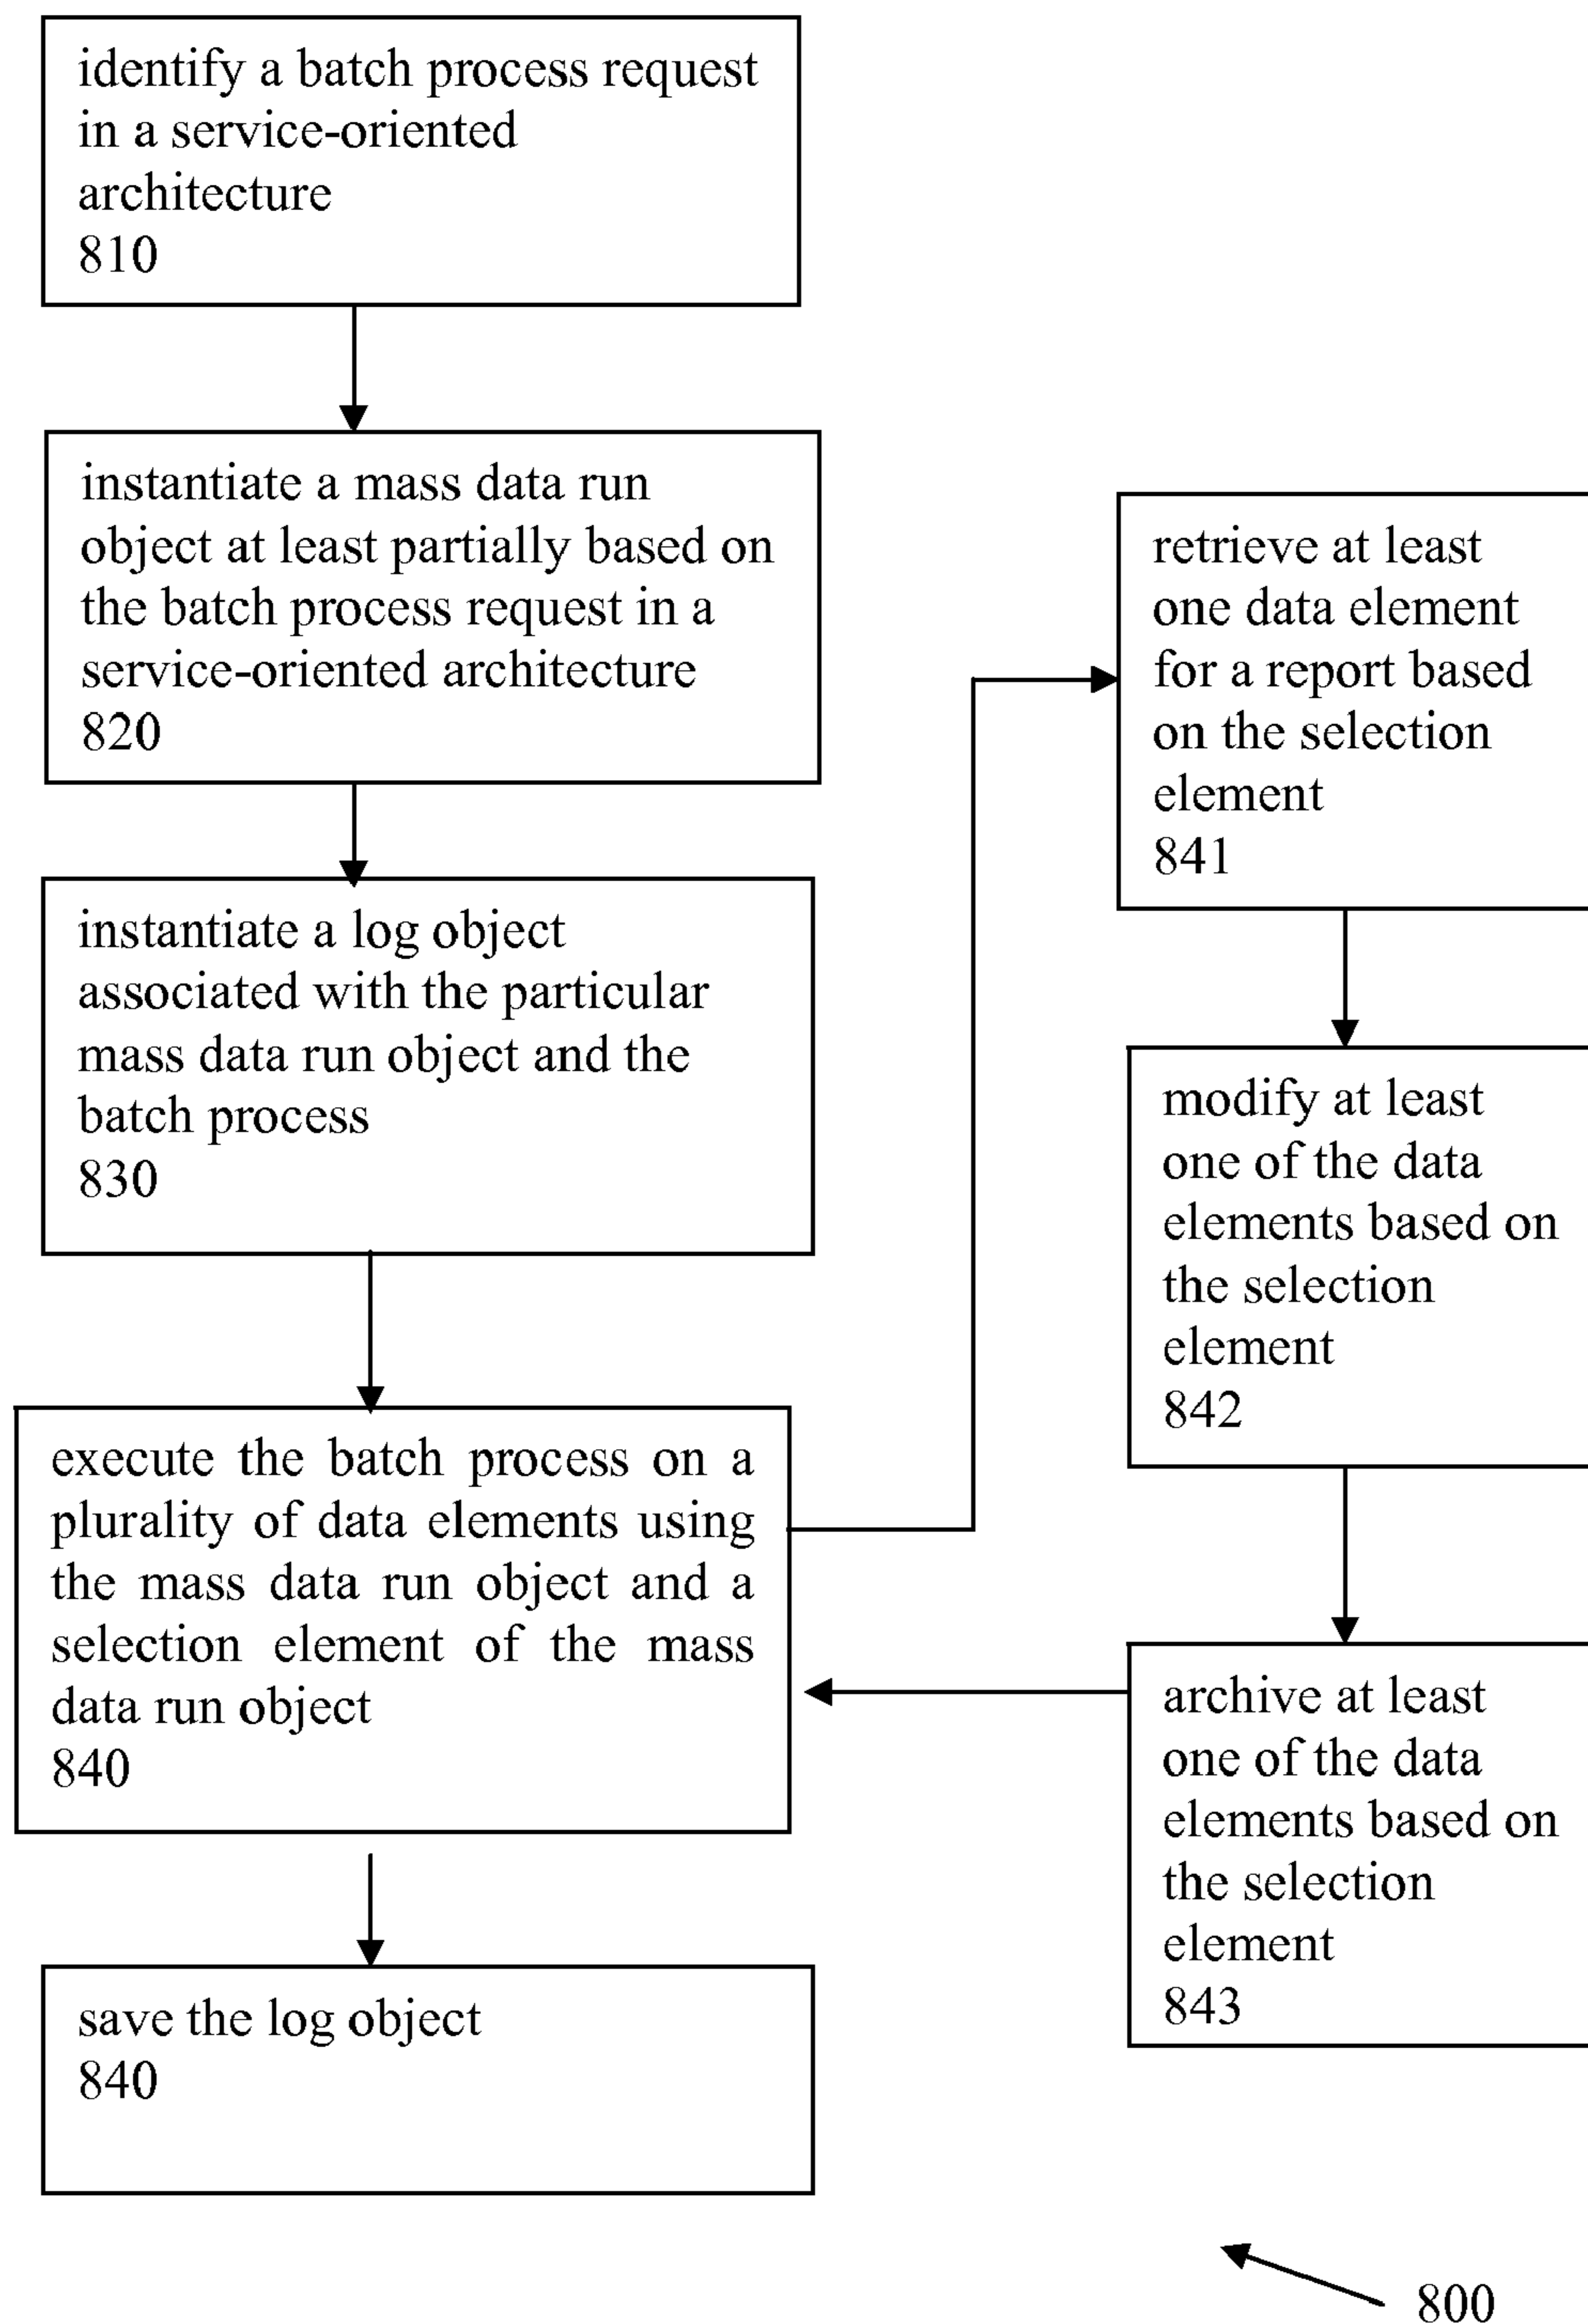 identify a batch process request
in a service-oriented
architecture
810
instantiate a mass data run
object at least partially based on
the batch process request in a
service-oriented architecture
820
instantiate a log object
associated with the particular
mass data run object and the
batch process
830
execute the batch process on a
plurality of data elements using
the mass data run object and a
selection element of the mass
data run object
840
save the log object
840
retrieve at least
one data element
for a report based
on the selection
element
841
modify at least
one of the data
elements based on
the selection
element
842
archive at least
one of the data
elements based on
the selection
element
843
800